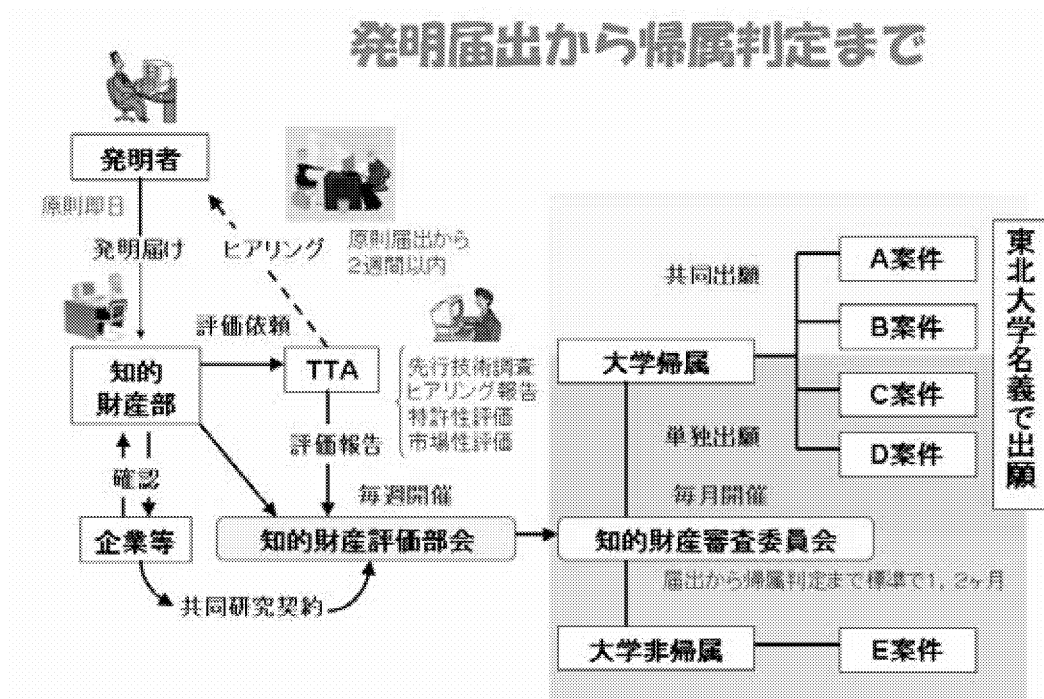 発明届出から帰属判定まで
発明者
原則即日
発明届け
ヒアリング
原則届出から
2週間以内
評価依頼
知的
財産部
TTA
先行技術調査
ヒアリング報告
特許性評価
市場性評価
評価報告
確認
毎週開催
企業等
知的財産評価部会
共同研究契約
共同出願
A案件
B案件
大学帰属
C案件
単独出願
D案件
東北大学名義で出願
毎月開催
知的財産審査委員会
届出から帰属判定まで標準で1，2ヶ月
大学非帰属
E案件